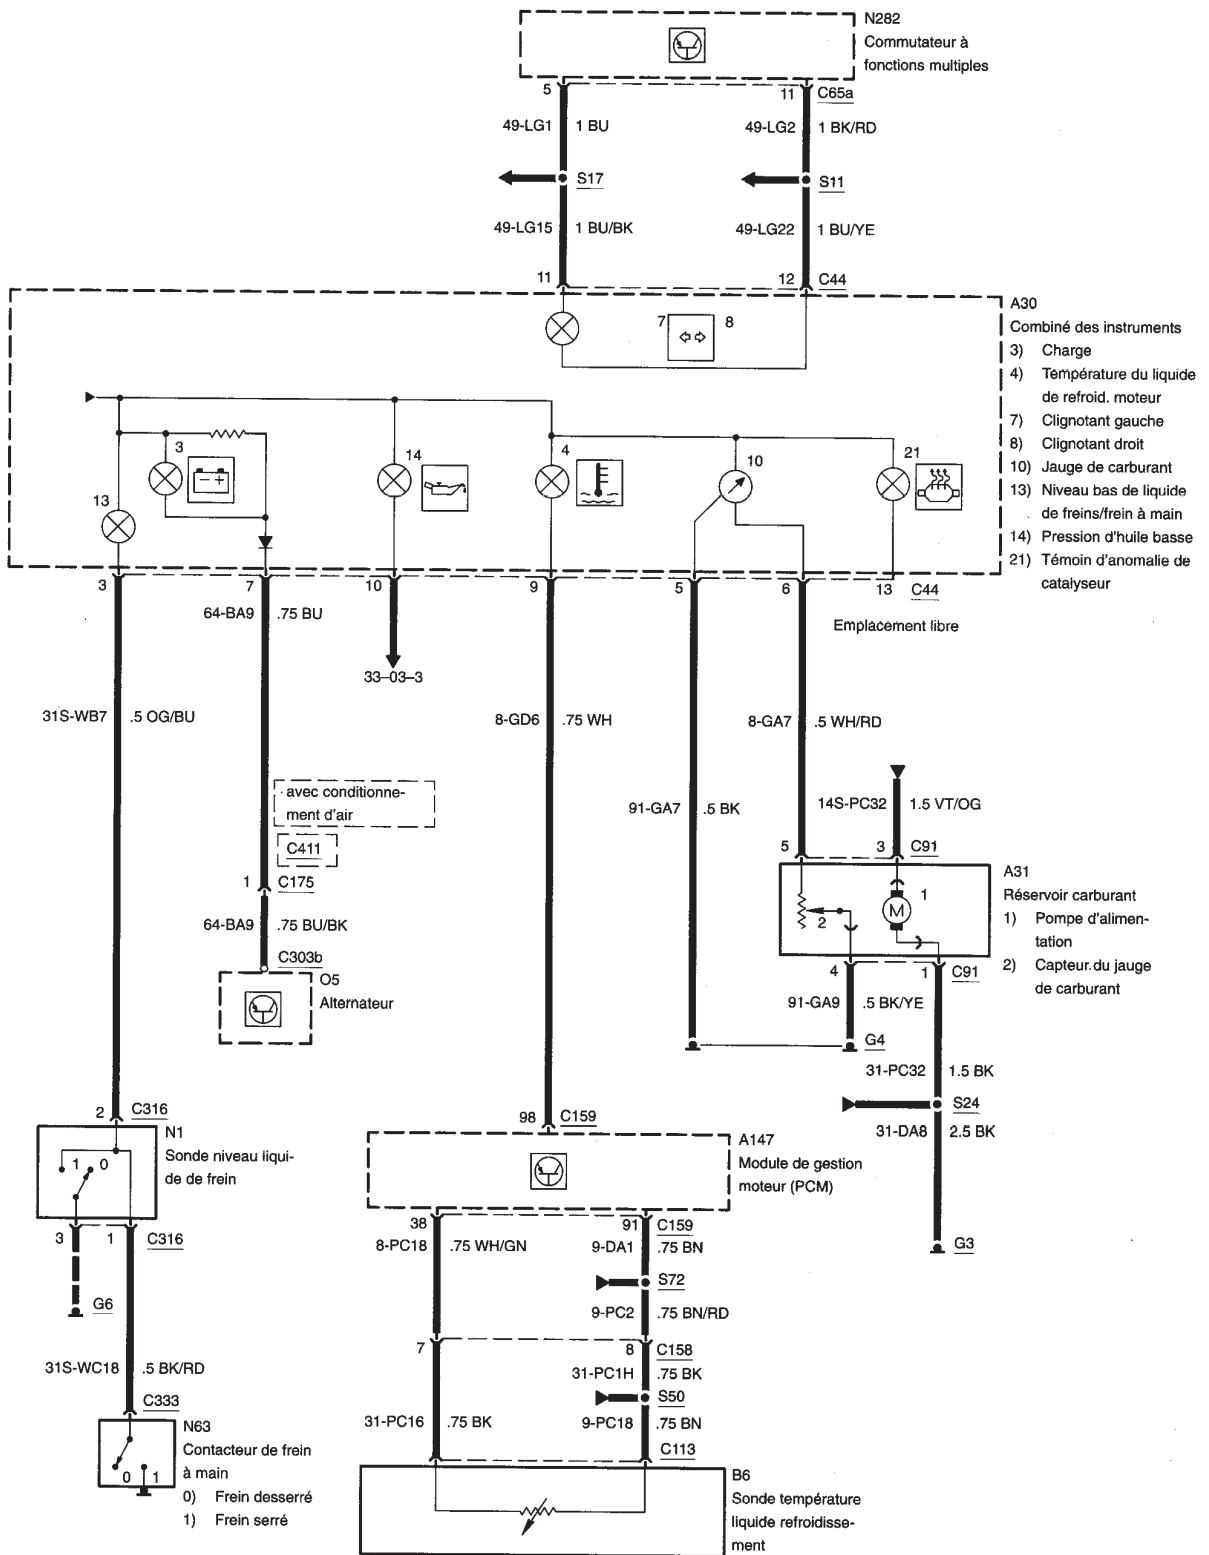 N282
Commutateur à
fonctions multiples
5
11
C65a
49-LG1
1 BU
49-LG2
1 BK/RD
S17
S11
49-LG15
1 BU/BK
49-LG22
1 BU/YE
11
12
C44
A30
Combiné des instruments
3) Charge
4) Température du liquide
de refroid. moteur
7) Clignotant gauche
8) Clignotant droit
10) Jauge de carburant
13) Niveau bas de liquide
de freins/frein à main
14) Pression d'huile basse
21) Témoin d'anomalie de
catalyseur
7
8
3
14
4
10
21
13
3
7
10
9
5
6
13
C44
64-BA9
.75 BU
Emplacement libre
33–03–3
31S-WB7
.5 OG/BU
8-GD6
.75 WH
8-GA7
.5 WH/RD
avec conditionne-
ment d'air
91-GA7
.5 BK
14S-PC32
1.5 VT/OG
C411
5
3
C91
1
C175
A31
Réservoir carburant
1) Pompe d'alimen-
tation
2) Capteur.du jauge
de carburant
1
M
2
64-BA9
.75 BU/BK
C303b
O5
Alternateur
4
1
C91
91-GA9
.5 BK/YE
G4
31-PC32
1.5 BK
S24
31-DA8
2.5 BK
G3
2
C316
N1
Sonde niveau liqui-
de de frein
1
0
98
C159
A147
Module de gestion
moteur (PCM)
3
1
C316
G6
38
91
C159
8-PC18
.75 WH/GN
9-DA1
.75 BN
S72
9-PC2
.75 BN/RD
7
8
C158
31-PC1H
.75 BK
S50
31S-WC18
.5 BK/RD
C333
31-PC16
.75 BK
9-PC18
.75 BN
C113
N63
Contacteur de frein
à main
0) Frein desserré
1) Frein serré
0
1
B6
Sonde température
liquide refroidisse-
ment